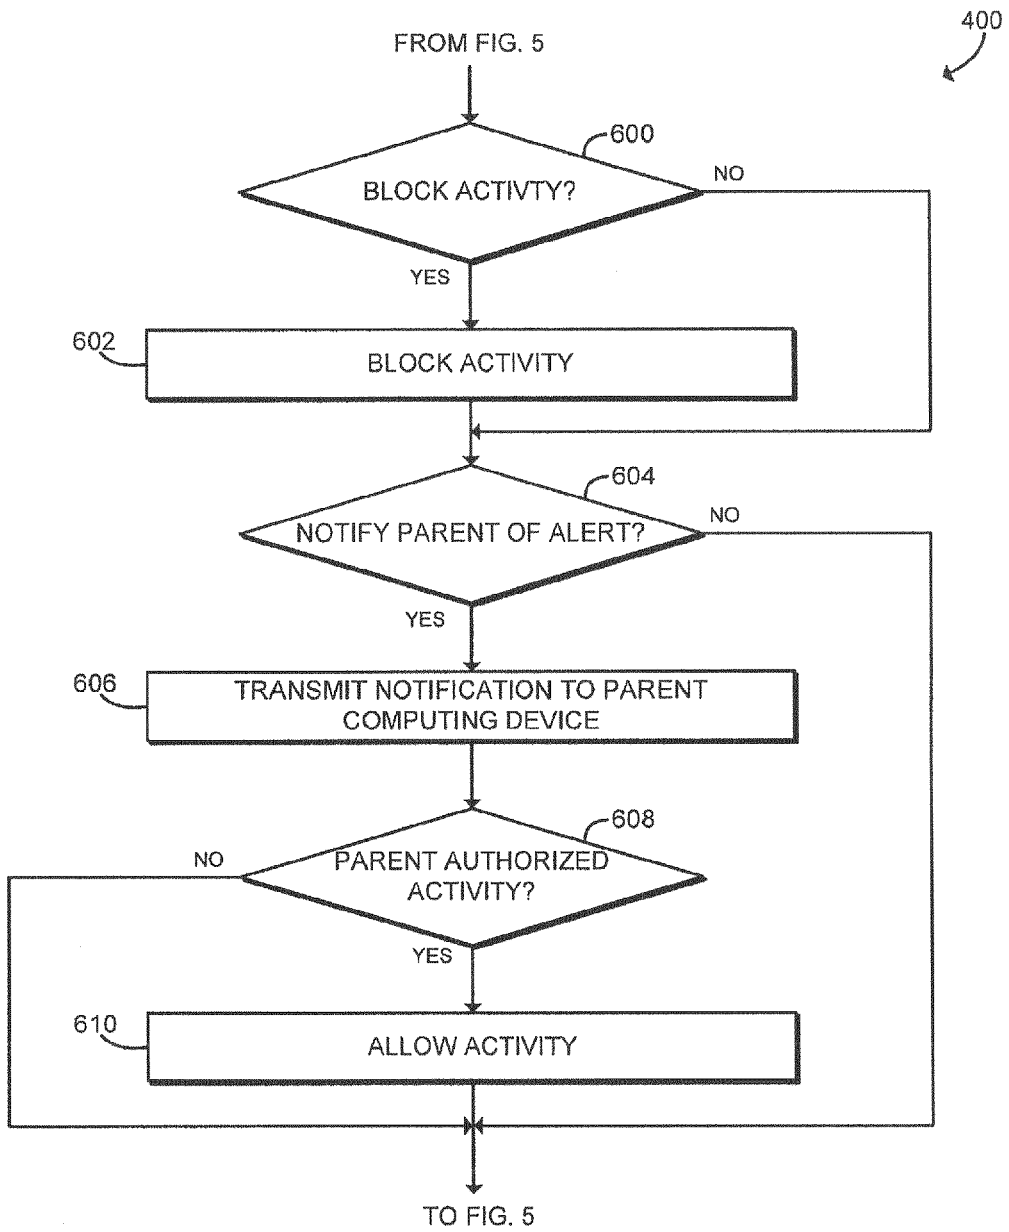 400
FROM FIG. 5
600
BLOCK ACTIVTY?
NO
YES
602
BLOCK ACTIVITY
604
NOTIFY PARENT OF ALERT?
NO
YES
606
TRANSMIT NOTIFICATION TO PARENT
COMPUTING DEVICE
608
NO
PARENT AUTHORIZED
ACTIVITY?
YES
610
ALLOW ACTIVITY
TO FIG. 5